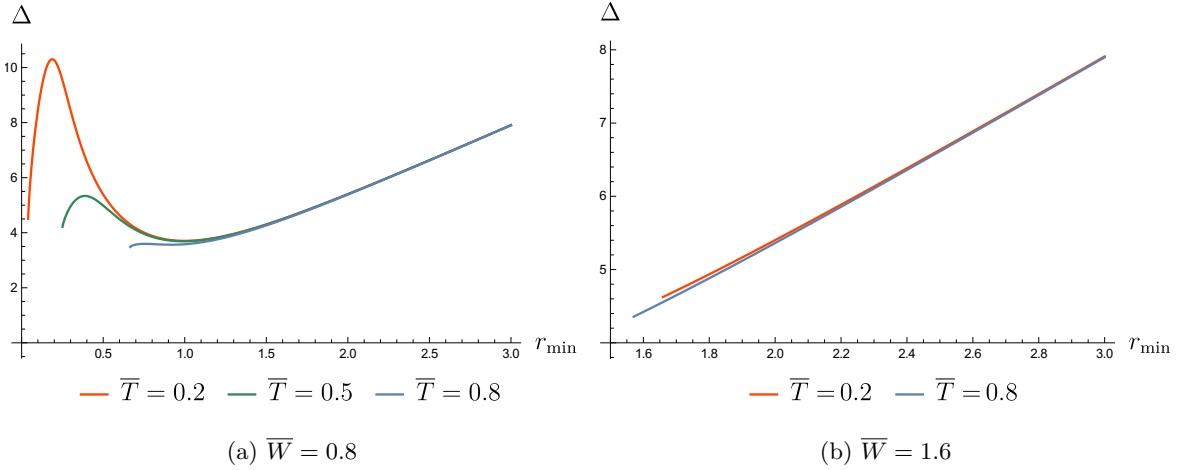 Δ
10
8
6
4
2
0.5 1.0 1.5 2.0 2.5 3.0
r_min
T̅ = 0.2 T̅ = 0.5 T̅ = 0.8
(a) W̅ = 0.8
Δ
8
7
6
5
1.6 1.8 2.0 2.2 2.4 2.6 2.8 3.0
r_min
T̅ = 0.2 T̅ = 0.8
(b) W̅ = 1.6